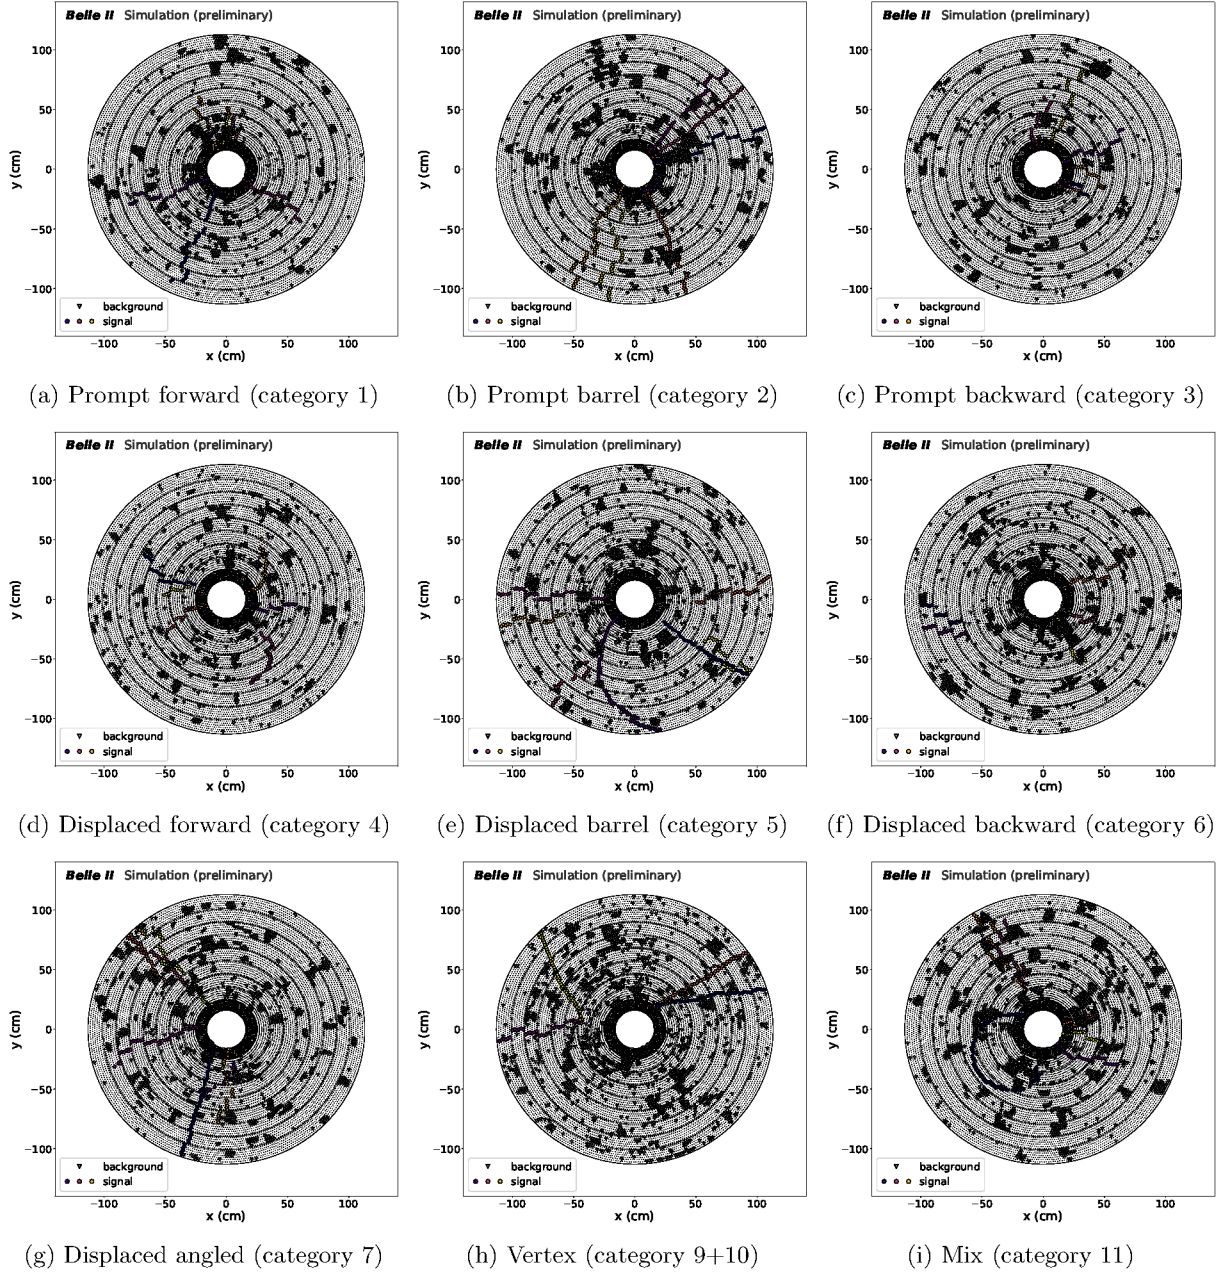 Belle II Simulation (preliminary)
Belle II Simulation (preliminary)
Belle II Simulation (preliminary)
y (cm)
100
50
0
−50
−100
background
signal
−100 −50 0 50 100
x (cm)
y (cm)
100
50
0
−50
−100
background
signal
−100 −50 0 50 100
x (cm)
y (cm)
100
50
0
−50
−100
background
signal
−100 −50 0 50 100
x (cm)
(a) Prompt forward (category 1)
(b) Prompt barrel (category 2)
(c) Prompt backward (category 3)
Belle II Simulation (preliminary)
Belle II Simulation (preliminary)
Belle II Simulation (preliminary)
y (cm)
100
50
0
−50
−100
background
signal
−100 −50 0 50 100
x (cm)
y (cm)
100
50
0
−50
−100
background
signal
−100 −50 0 50 100
x (cm)
y (cm)
100
50
0
−50
−100
background
signal
−100 −50 0 50 100
x (cm)
(d) Displaced forward (category 4)
(e) Displaced barrel (category 5)
(f) Displaced backward (category 6)
Belle II Simulation (preliminary)
Belle II Simulation (preliminary)
Belle II Simulation (preliminary)
y (cm)
100
50
0
−50
−100
background
signal
−100 −50 0 50 100
x (cm)
y (cm)
100
50
0
−50
−100
background
signal
−100 −50 0 50 100
x (cm)
y (cm)
100
50
0
−50
−100
background
signal
−100 −50 0 50 100
x (cm)
(g) Displaced angled (category 7)
(h) Vertex (category 9+10)
(i) Mix (category 11)